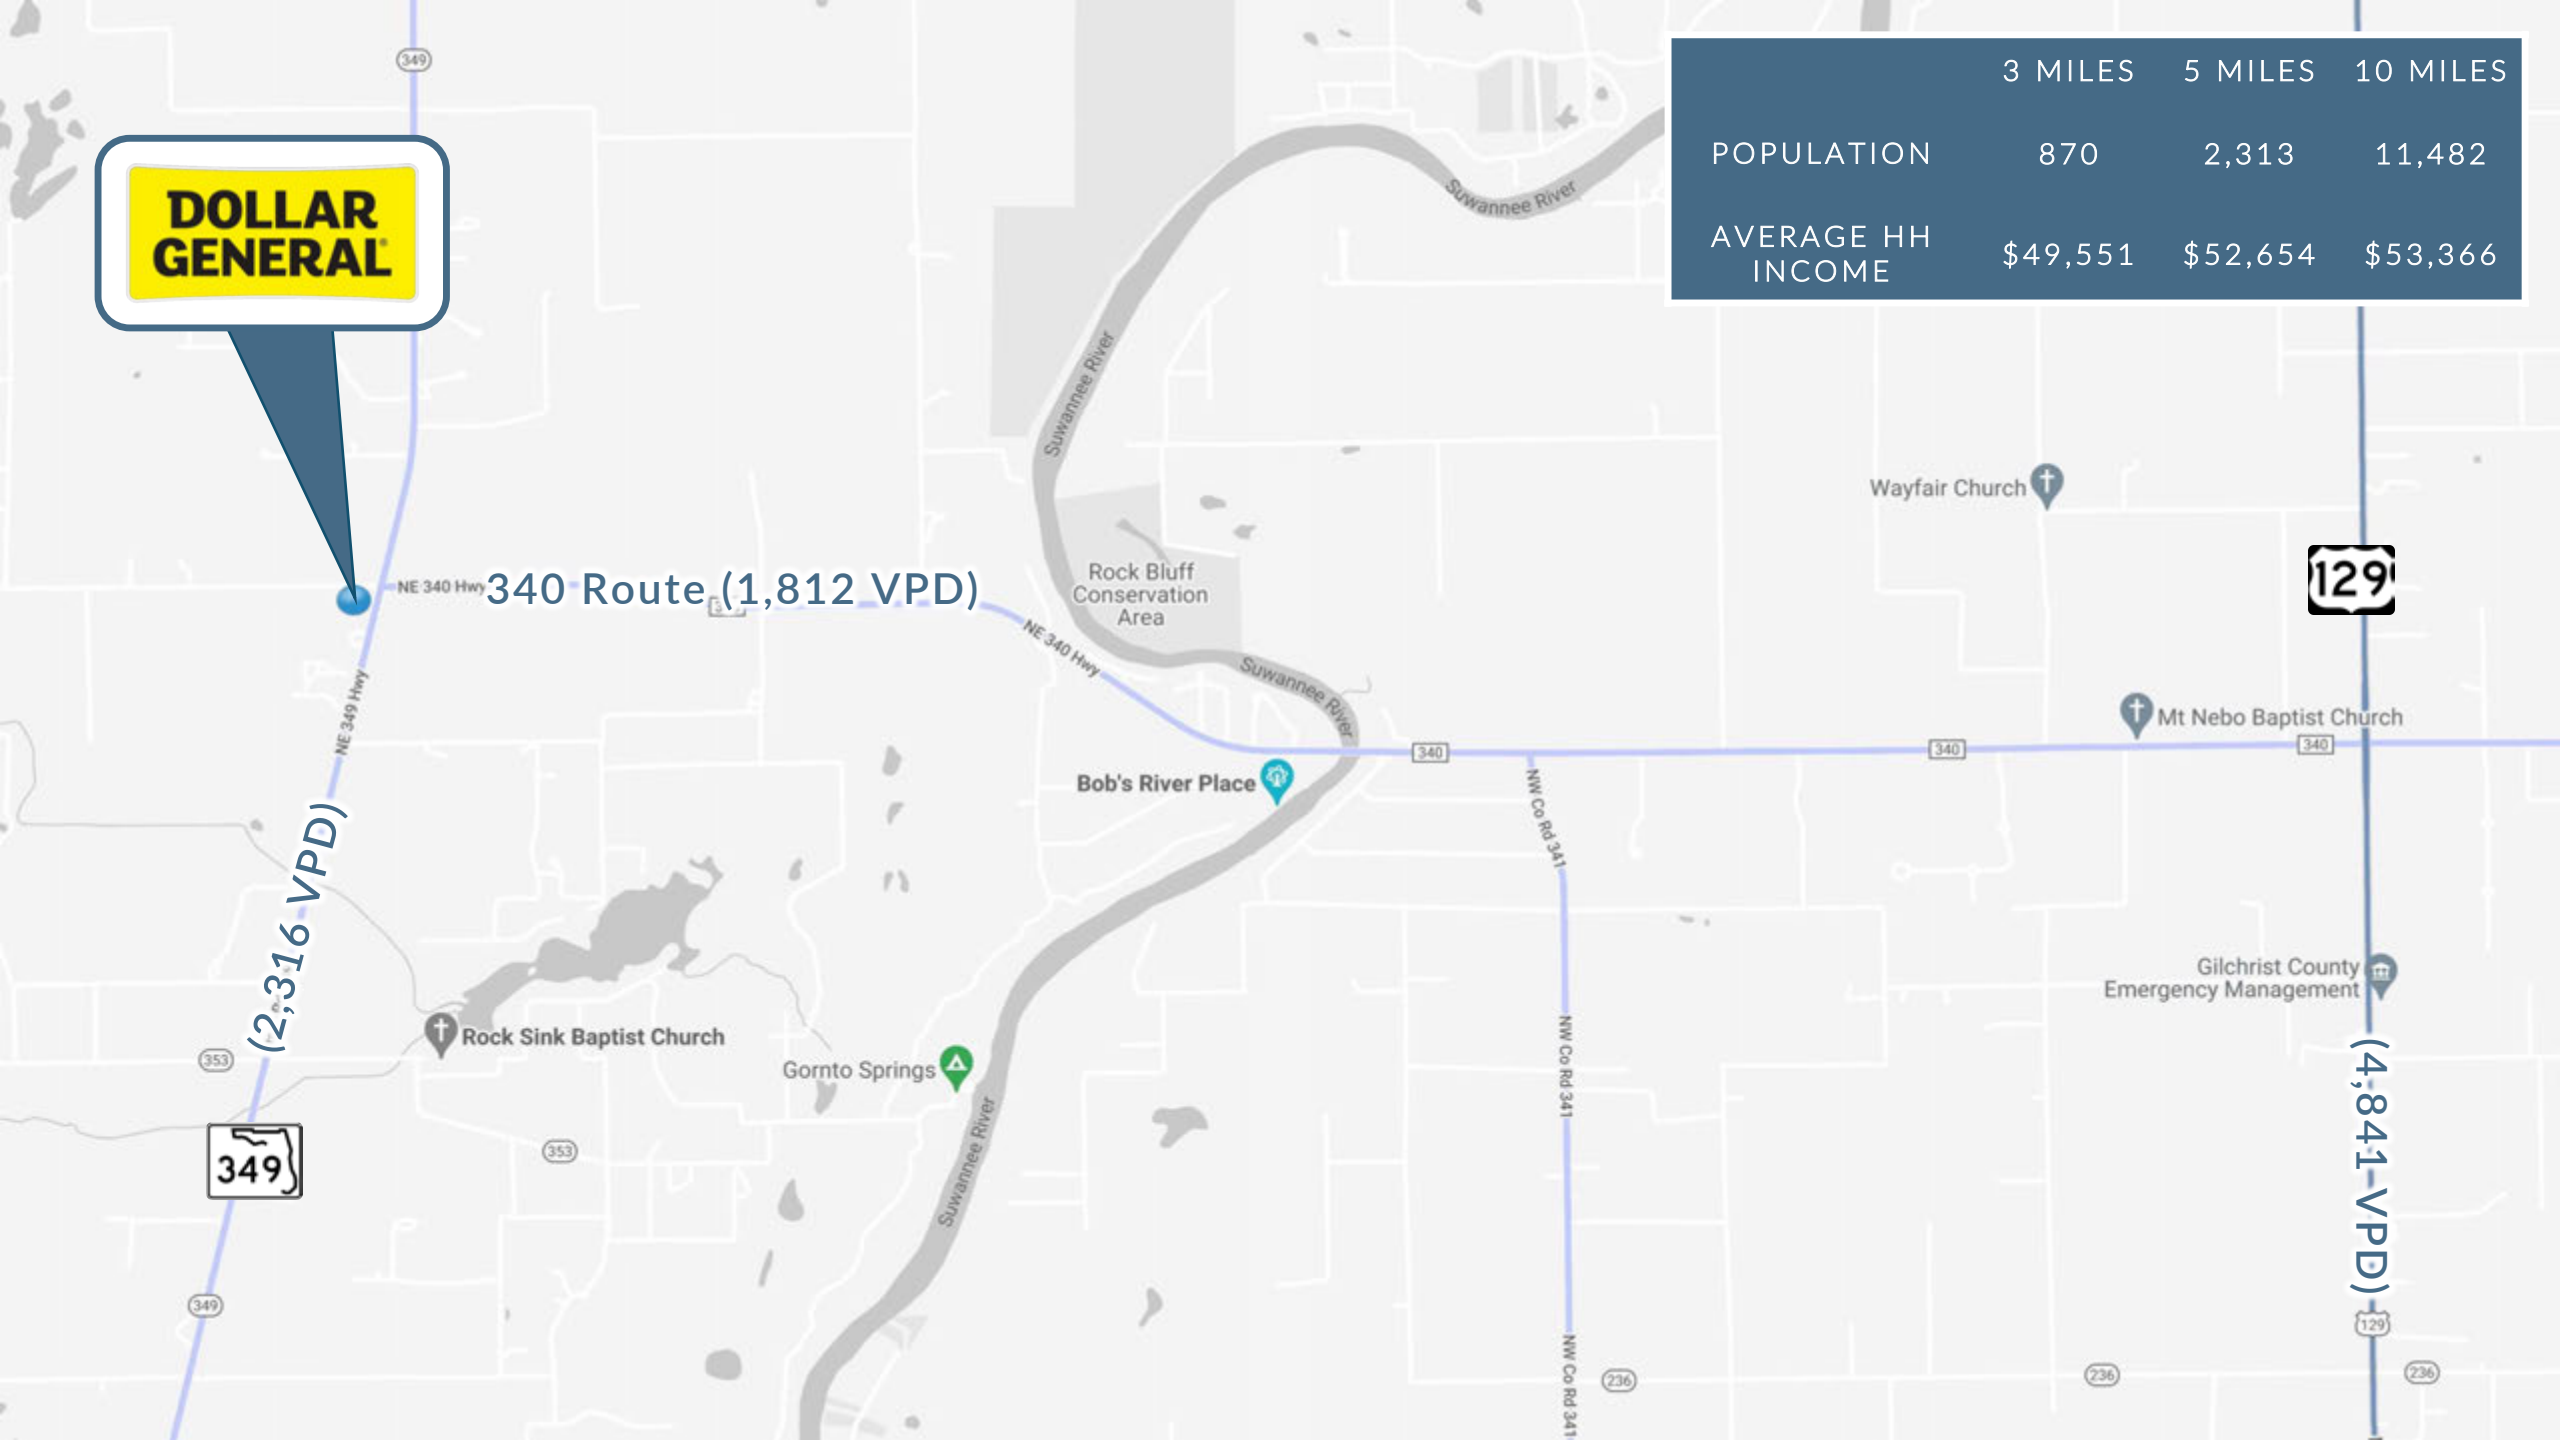 349
DOLLAR
GENERAL
3 MILES 5 MILES 10 MILES
POPULATION 870 2,313 11,482
AVERAGE HH
INCOME
$49,551 $52,654 $53,366
Suwannee River
Suwannee River
Wayfair Church
129
NE 340 Hwy
340 Route (1,812 VPD)
Rock Bluff
Conservation
Area
NE 340 Hwy
Suwannee River
NE 349 Hwy
Mt Nebo Baptist Church
340
340
340
Bob's River Place
NW Co Rd 341
(2,316 VPD)
Gilchrist County
Emergency Management
Rock Sink Baptist Church
353
Gornto Springs
NW Co Rd 341
(4,841 VPD)
349
353
Suwannee River
349
129
236
236
236
NW Co Rd 341